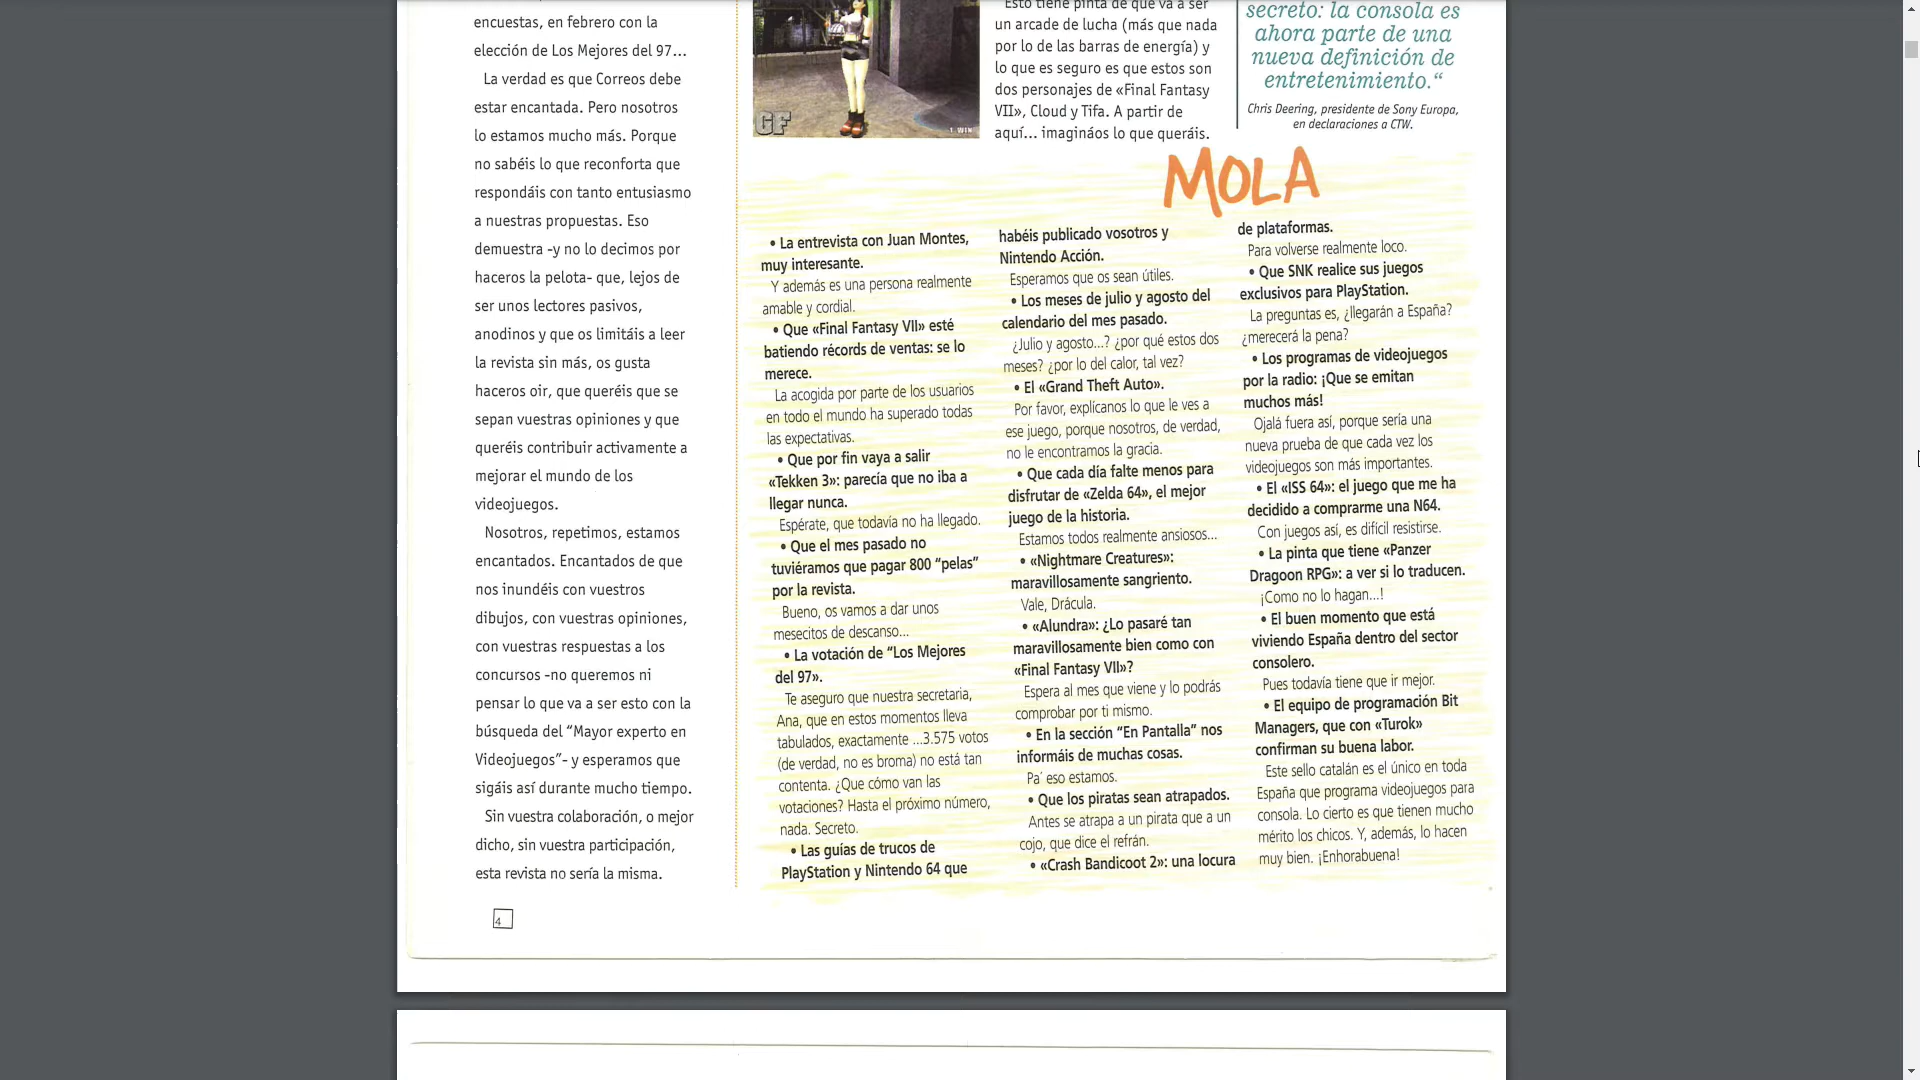 encuestas, en febrero con la
elección de Los Mejores del 97...
La verdad es que Correos debe
estar encantada. Pero nosotros
lo estamos mucho más. Porque
no sabéis lo que reconforta que
respondáis con tanto entusiasmo
a nuestras propuestas. Eso
demuestra -y no lo decimos por
haceros la pelota- que, lejos de
ser unos lectores pasivos,
anodinos y que os limitáis a leer
la revista sin más, os gusta
haceros oir, que queréis que se
sepan vuestras opiniones y que
queréis contribuir activamente a
mejorar el mundo de los
videojuegos.
Nosotros, repetimos, estamos
encantados. Encantados de que
nos inundéis con vuestros
dibujos, con vuestras opiniones,
con vuestras respuestas a los
concursos -no queremos ni
pensar lo que va a ser esto con la
búsqueda del “Mayor experto en
Videojuegos”- y esperamos que
sigáis así durante mucho tiempo.
Sin vuestra colaboración, o mejor
dicho, sin vuestra participación,
esta revista no sería la misma.
4
GF
1 WIN
Esto tiene pinta de que va a ser
un arcade de lucha (más que nada
por lo de las barras de energía) y
lo que es seguro es que estos son
dos personajes de «Final Fantasy
VII», Cloud y Tifa. A partir de
aquí... imagináos lo que queráis.
secreto: la consola es
ahora parte de una
nueva definición de
entretenimiento.“
Chris Deering, presidente de Sony Europa,
en declaraciones a CTW.
MOLA
• La entrevista con Juan Montes,
muy interesante.
Y además es una persona realmente
amable y cordial.
• Que «Final Fantasy VII» esté
batiendo récords de ventas: se lo
merece.
La acogida por parte de los usuarios
en todo el mundo ha superado todas
las expectativas.
• Que por fin vaya a salir
«Tekken 3»: parecía que no iba a
llegar nunca.
Espérate, que todavía no ha llegado.
• Que el mes pasado no
tuviéramos que pagar 800 “pelas”
por la revista.
Bueno, os vamos a dar unos
mesecitos de descanso...
• La votación de “Los Mejores
del 97».
Te aseguro que nuestra secretaria,
Ana, que en estos momentos lleva
tabulados, exactamente ...3.575 votos
(de verdad, no es broma) no está tan
contenta. ¿Que cómo van las
votaciones? Hasta el próximo número,
nada. Secreto.
• Las guías de trucos de
PlayStation y Nintendo 64 que
habéis publicado vosotros y
Nintendo Acción.
Esperamos que os sean útiles.
• Los meses de julio y agosto del
calendario del mes pasado.
¿Julio y agosto...? ¿por qué estos dos
meses? ¿por lo del calor, tal vez?
• El «Grand Theft Auto».
Por favor, explícanos lo que le ves a
ese juego, porque nosotros, de verdad,
no le encontramos la gracia.
• Que cada día falte menos para
disfrutar de «Zelda 64», el mejor
juego de la historia.
Estamos todos realmente ansiosos...
• «Nightmare Creatures»:
maravillosamente sangriento.
Vale, Drácula.
• «Alundra»: ¿Lo pasaré tan
maravillosamente bien como con
«Final Fantasy VII»?
Espera al mes que viene y lo podrás
comprobar por ti mismo.
• En la sección “En Pantalla” nos
informáis de muchas cosas.
Pa´ eso estamos.
• Que los piratas sean atrapados.
Antes se atrapa a un pirata que a un
cojo, que dice el refrán.
• «Crash Bandicoot 2»: una locura
de plataformas.
Para volverse realmente loco.
• Que SNK realice sus juegos
exclusivos para PlayStation.
La preguntas es, ¿llegarán a España?
¿merecerá la pena?
• Los programas de videojuegos
por la radio: ¡Que se emitan
muchos más!
Ojalá fuera así, porque sería una
nueva prueba de que cada vez los
videojuegos son más importantes.
• El «ISS 64»: el juego que me ha
decidido a comprarme una N64.
Con juegos así, es difícil resistirse.
• La pinta que tiene «Panzer
Dragoon RPG»: a ver si lo traducen.
¡Como no lo hagan...!
• El buen momento que está
viviendo España dentro del sector
consolero.
Pues todavía tiene que ir mejor.
• El equipo de programación Bit
Managers, que con «Turok»
confirman su buena labor.
Este sello catalán es el único en toda
España que programa videojuegos para
consola. Lo cierto es que tienen mucho
mérito los chicos. Y, además, lo hacen
muy bien. ¡Enhorabuena!